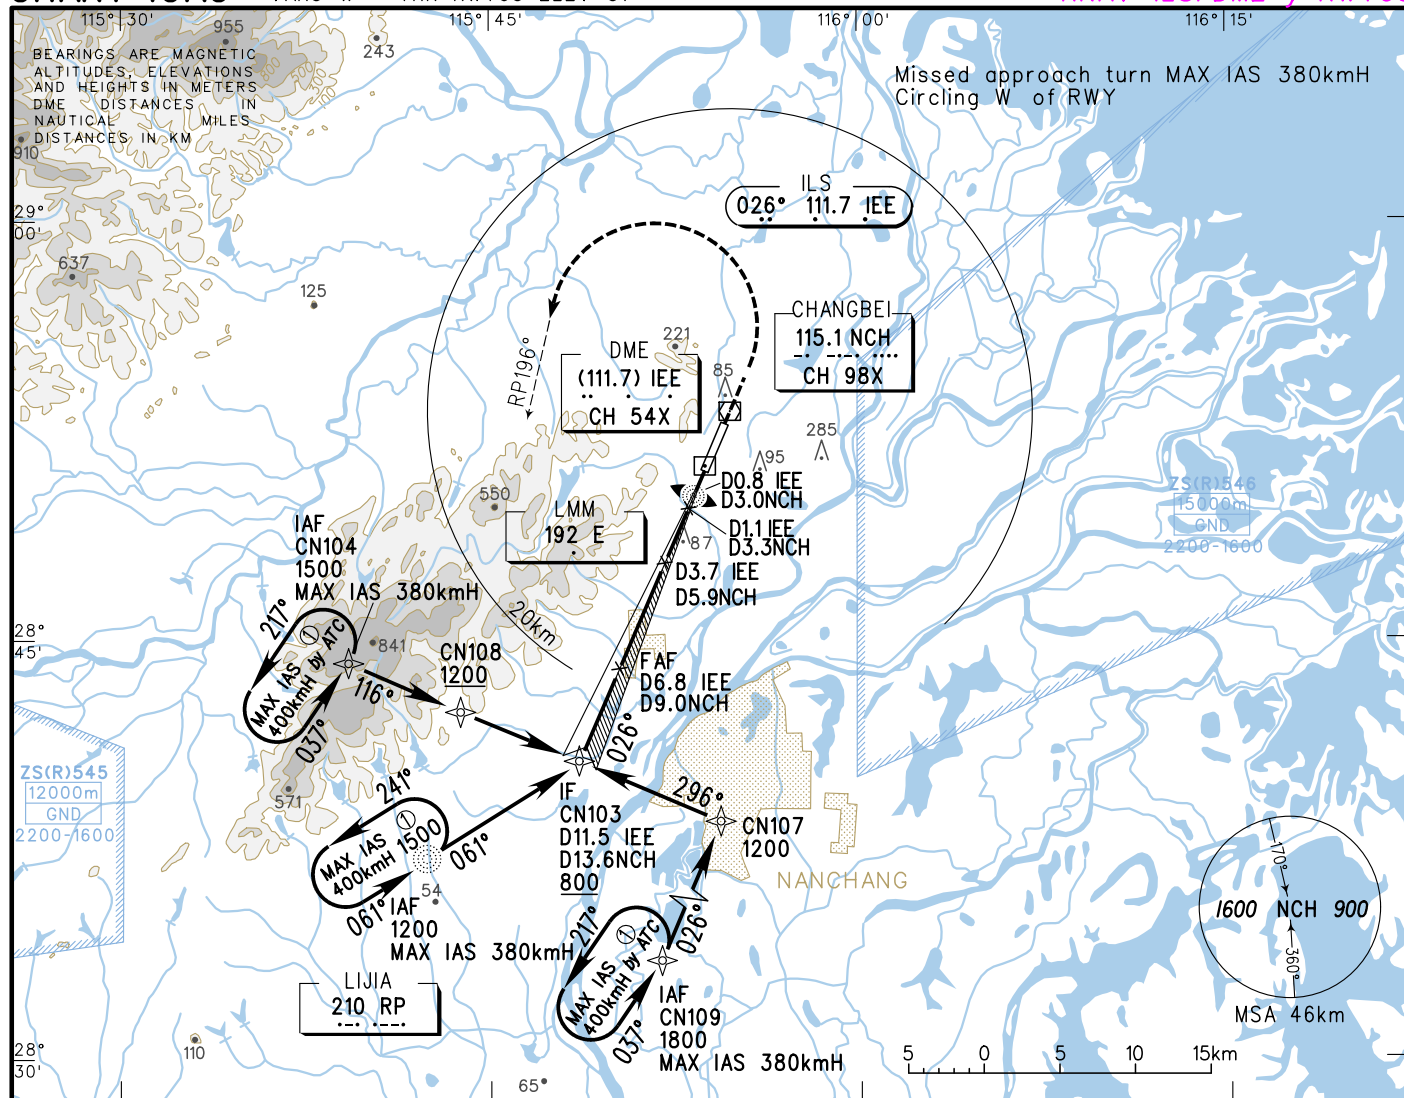 115° 30'
115° 45'
116° 00'
116° 15'
BEARINGS ARE MAGNETIC
ALTITUDES, ELEVATIONS
AND HEIGHTS IN METERS
DME DISTANCES IN
NAUTICAL MILES
DISTANCES IN KM
955
243
910
800
500
300
Missed approach turn MAX IAS 380kmH
Circling W of RWY
ILS
026° 111.7 IEE
29°
00'
637
125
CHANGBEI
115.1 NCH
CH 98X
221
DME
(111.7) IEE
CH 54X
RP196°
85
285
95
D0.8 IEE
D3.0NCH
550
LMM
192 E
D1.1 IEE
D3.3NCH
87
D3.7 IEE
D5.9NCH
ZS(R)546
15000m
GND
2200-1600
IAF
CN104
1500
MAX IAS 380kmH
217°
1
MAX IAS
400kmH by ATC
037°
841
116°
20km
28°
45'
CN108
1200
FAF
D6.8 IEE
D9.0NCH
026°
ZS(R)545
12000m
GND
2200-1600
571
241°
1
MAX IAS
400kmH 1500
061°
061°
54
IAF
1200
MAX IAS 380kmH
IF
CN103
D11.5 IEE
D13.6NCH
800
296°
CN107
1200
NANCHANG
217°
1
MAX IAS
400kmH by ATC
037°
026°
IAF
CN109
1800
MAX IAS 380kmH
LIJIA
210 RP
170°
1600 NCH 900
360°
MSA 46km
28°
30'
110
65
5 0 5 10 15km